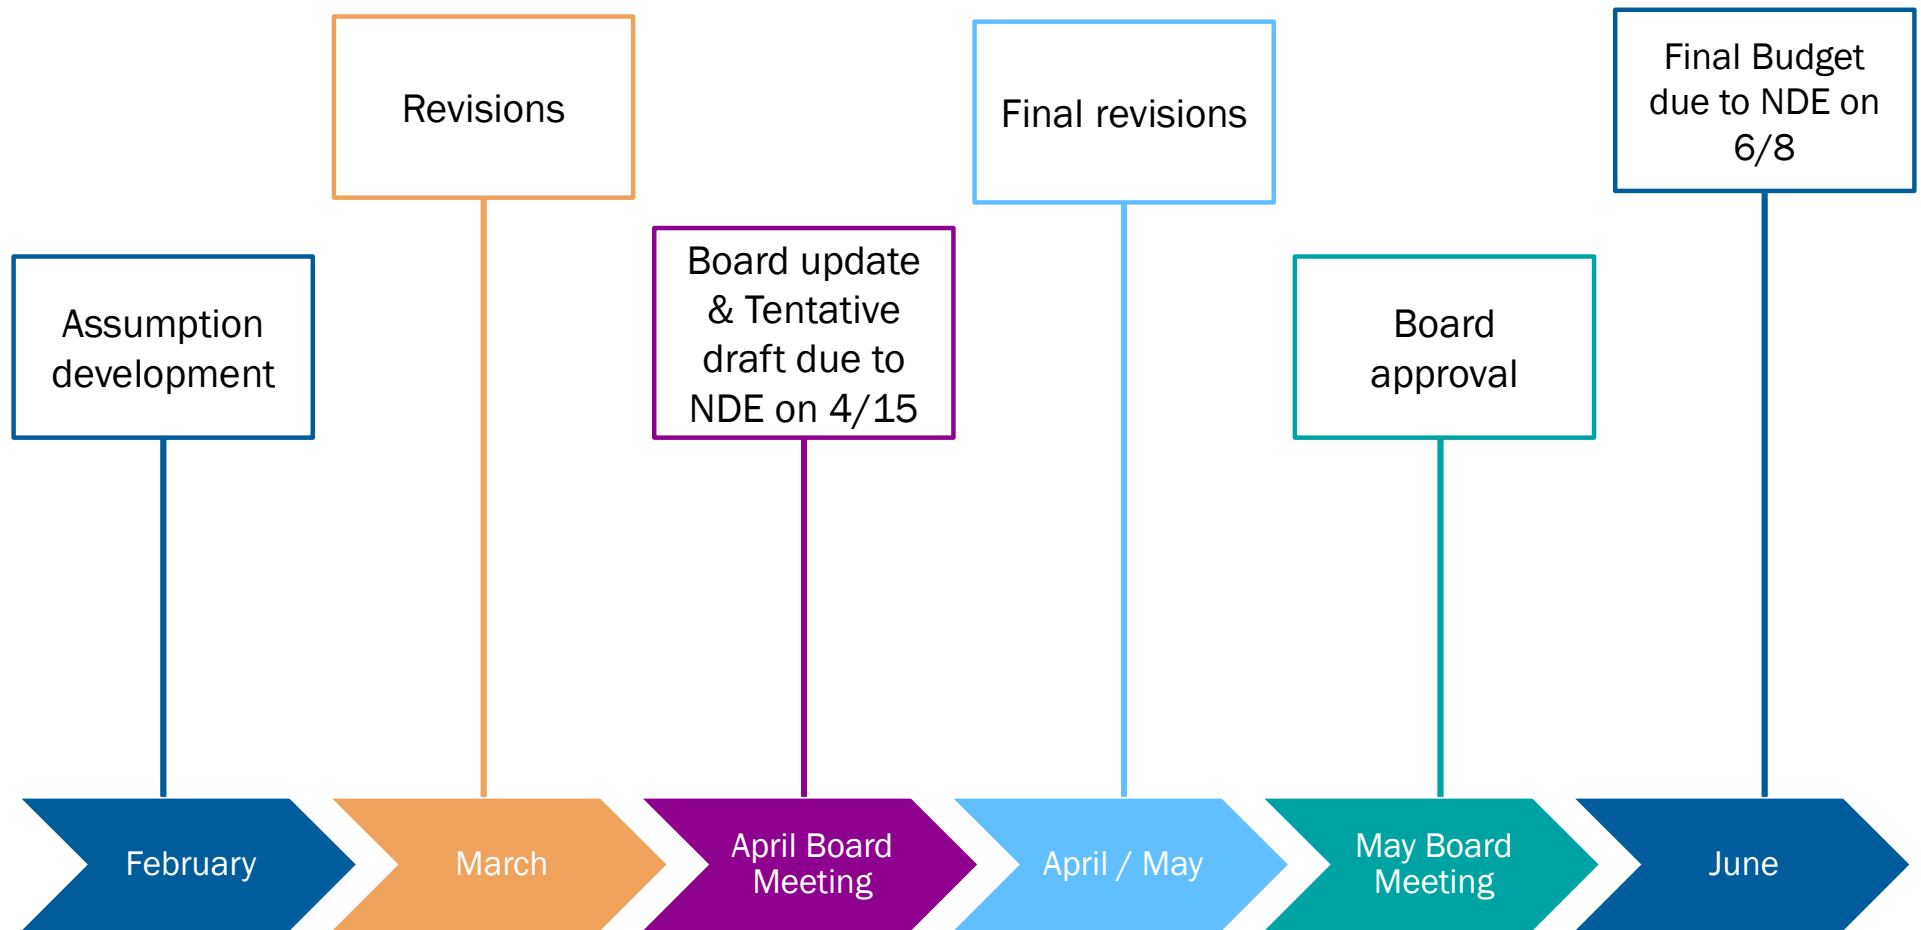 Revisions
Final revisions
Final Budget
due to NDE on
6/8
Assumption
development
Board update
& Tentative
draft due to
NDE on 4/15
Board
approval
February
March
April Board
Meeting
April / May
May Board
Meeting
June